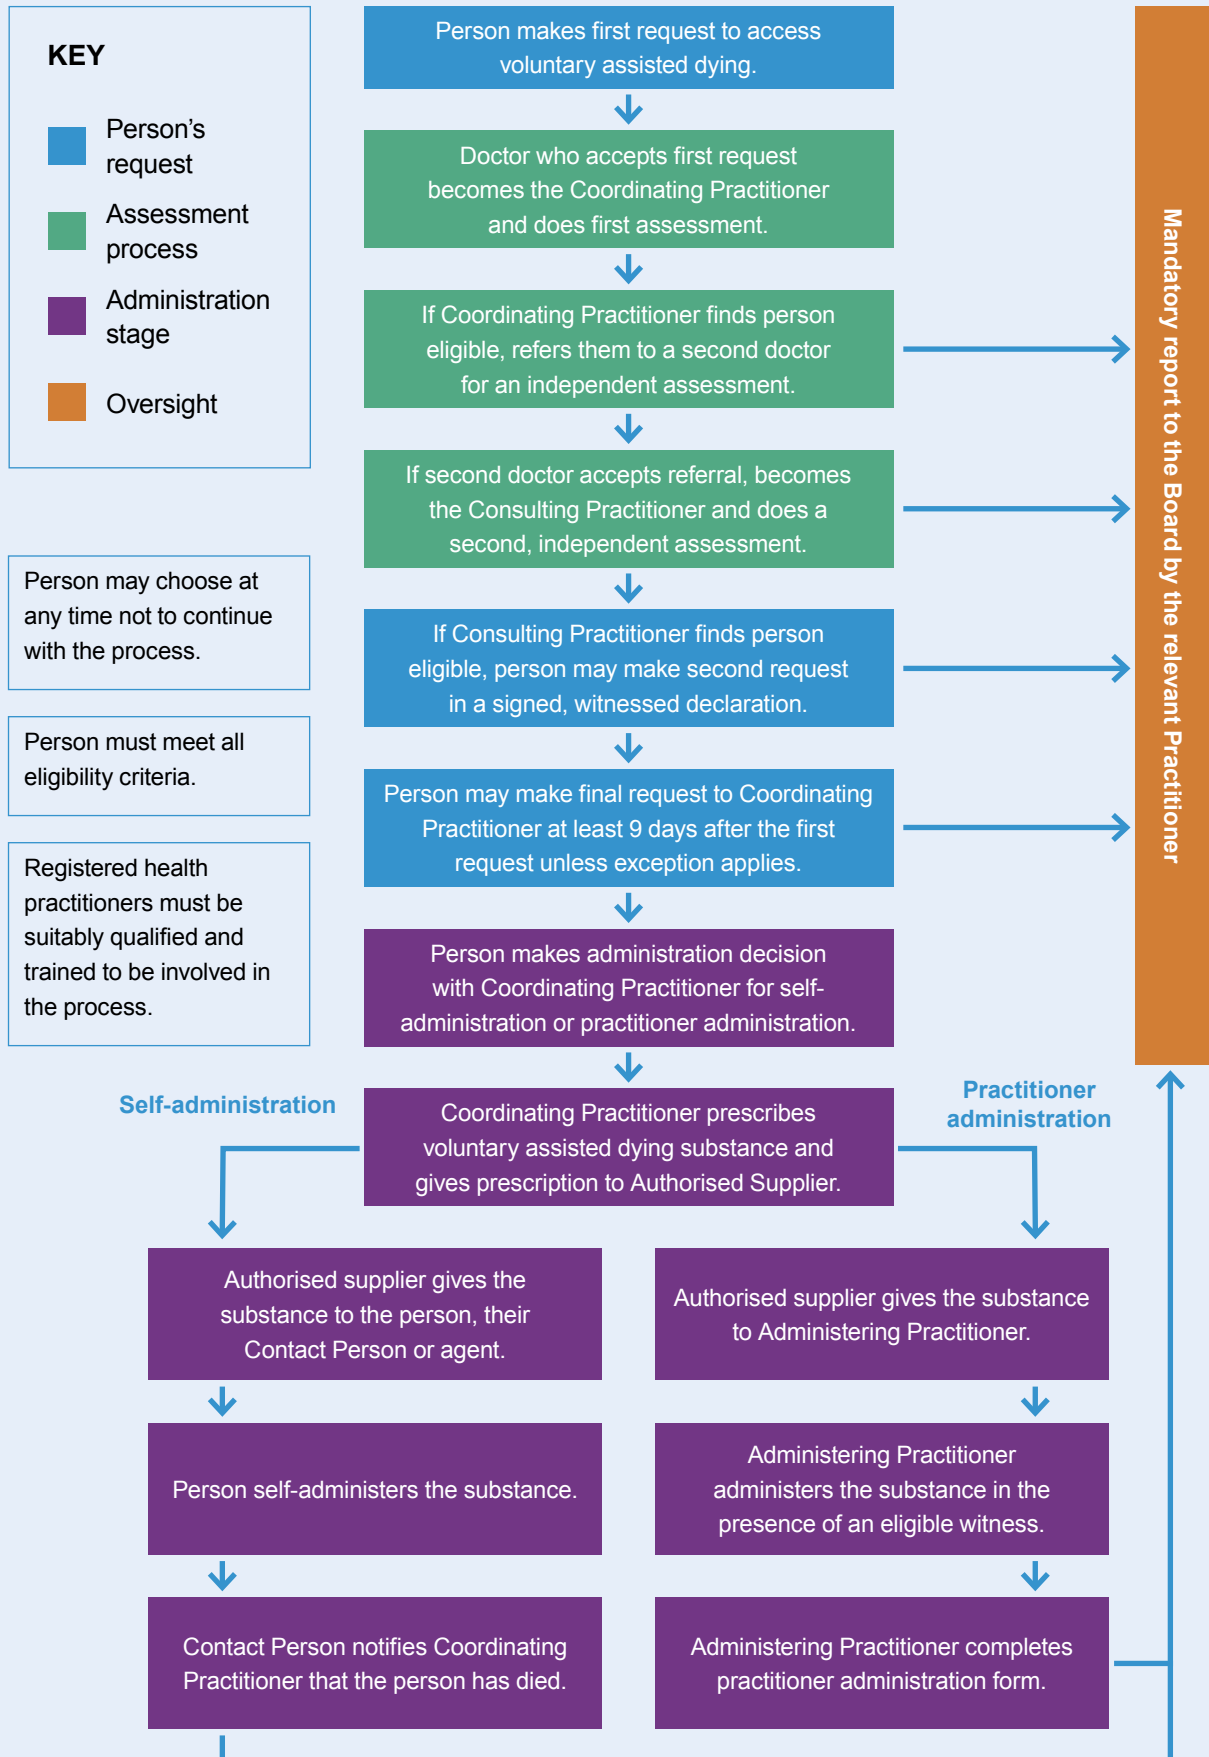 KEY
Person's
request
Assessment
process
Administration
stage
Oversight
Person makes first request to access
voluntary assisted dying.
Doctor who accepts first request
becomes the Coordinating Practitioner
and does first assessment.
If Coordinating Practitioner finds person
eligible, refers them to a second doctor
for an independent assessment.
If second doctor accepts referral, becomes
the Consulting Practitioner and does a
second, independent assessment.
If Consulting Practitioner finds person
eligible, person may make second request
in a signed, witnessed declaration.
Person may make final request to Coordinating
Practitioner at least 9 days after the first
request unless exception applies.
Person makes administration decision
with Coordinating Practitioner for self-
administration or practitioner administration.
Mandatory report to the Board by the relevant Practitioner
Person may choose at
any time not to continue
with the process.
Person must meet all
eligibility criteria.
Registered health
practitioners must be
suitably qualified and
trained to be involved in
the process.
Self-administration
Coordinating Practitioner prescribes
voluntary assisted dying substance and
gives prescription to Authorised Supplier.
Practitioner
administration
Authorised supplier gives the
substance to the person, their
Contact Person or agent.
Person self-administers the substance.
Contact Person notifies Coordinating
Practitioner that the person has died.
Authorised supplier gives the substance
to Administering Practitioner.
Administering Practitioner
administers the substance in the
presence of an eligible witness.
Administering Practitioner completes
practitioner administration form.